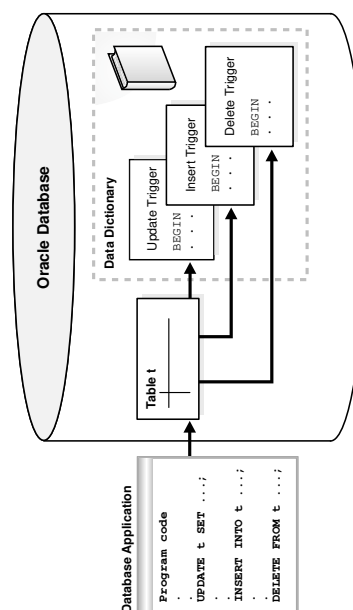 Database Application
Program code
.
.
UPDATE t SET ...;
.
.
INSERT INTO t ...;
.
.
DELETE FROM t ...;
Oracle Database
Table t
Data Dictionary
Update Trigger
BEGIN
. . .
Insert Trigger
BEGIN
. . .
Delete Trigger
BEGIN
. . .